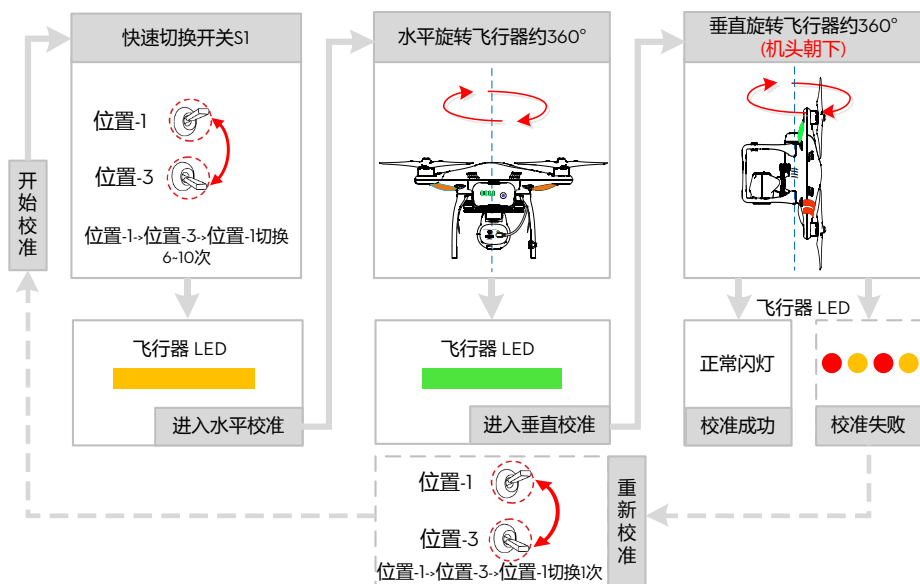 开始校准
快速切换开关S1
位置-1
位置-3
位置-1->位置-3->位置-1切换
6~10次
飞行器 LED
进入水平校准
水平旋转飞行器约360°
飞行器 LED
进入垂直校准
垂直旋转飞行器约360°
(机头朝下)
飞行器 LED
正常闪灯
校准成功
校准失败
重新校准
位置-1
位置-3
位置-1->位置-3->位置-1切换1次